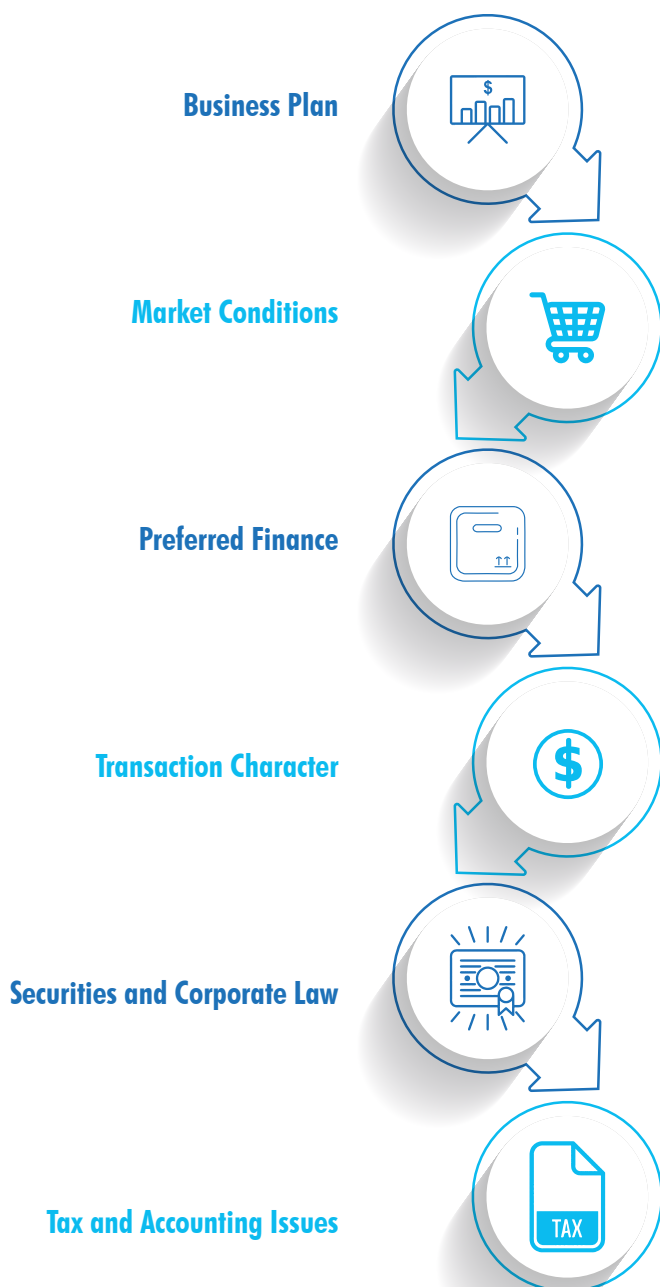 $
Business Plan
Market Conditions
Preferred Finance
$
Transaction Character
Securities and Corporate Law
TAX
Tax and Accounting Issues